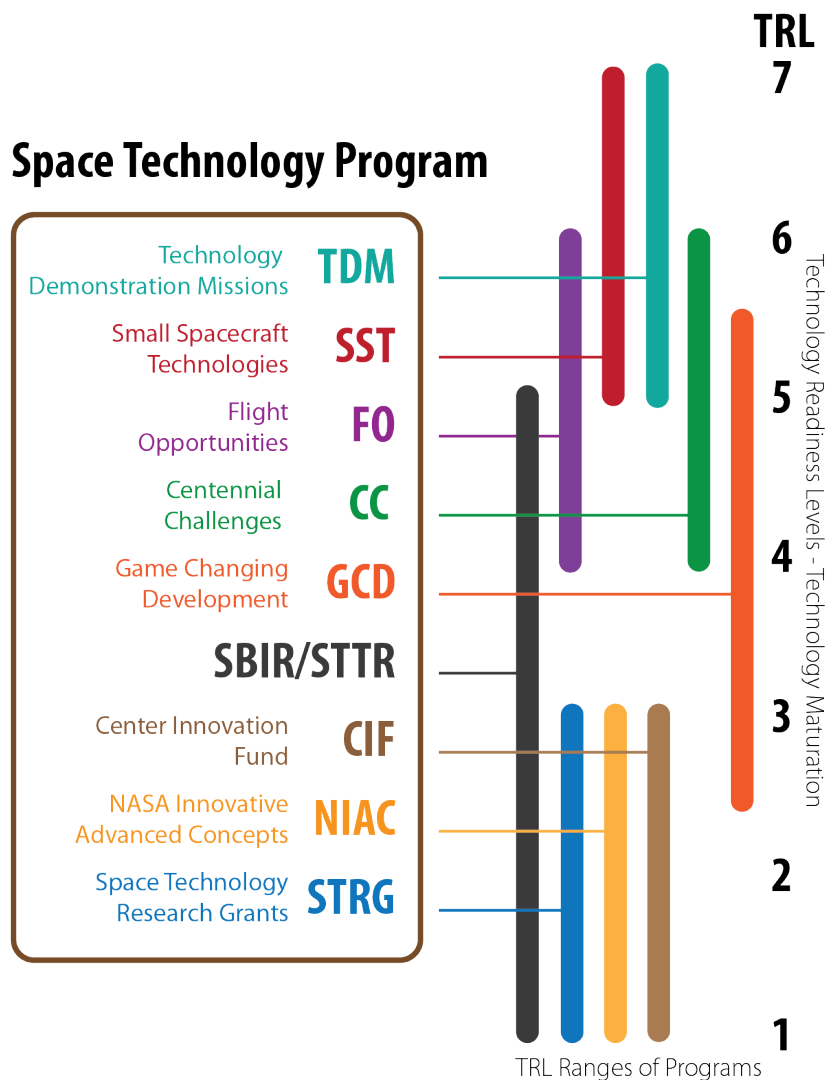 TRL
7
Space Technology Program
6
Technology
Demonstration Missions
TDM
Small Spacecraft
Technologies
SST
5
Flight
Opportunities
FO
Centennial
Challenges
CC
4
Game Changing
Development
GCD
SBIR/STTR
3
Center Innovation
Fund
CIF
NASA Innovative
Advanced Concepts
NIAC
2
Space Technology
Research Grants
STRG
1
Technology Readiness Levels - Technology Maturation
TRL Ranges of Programs